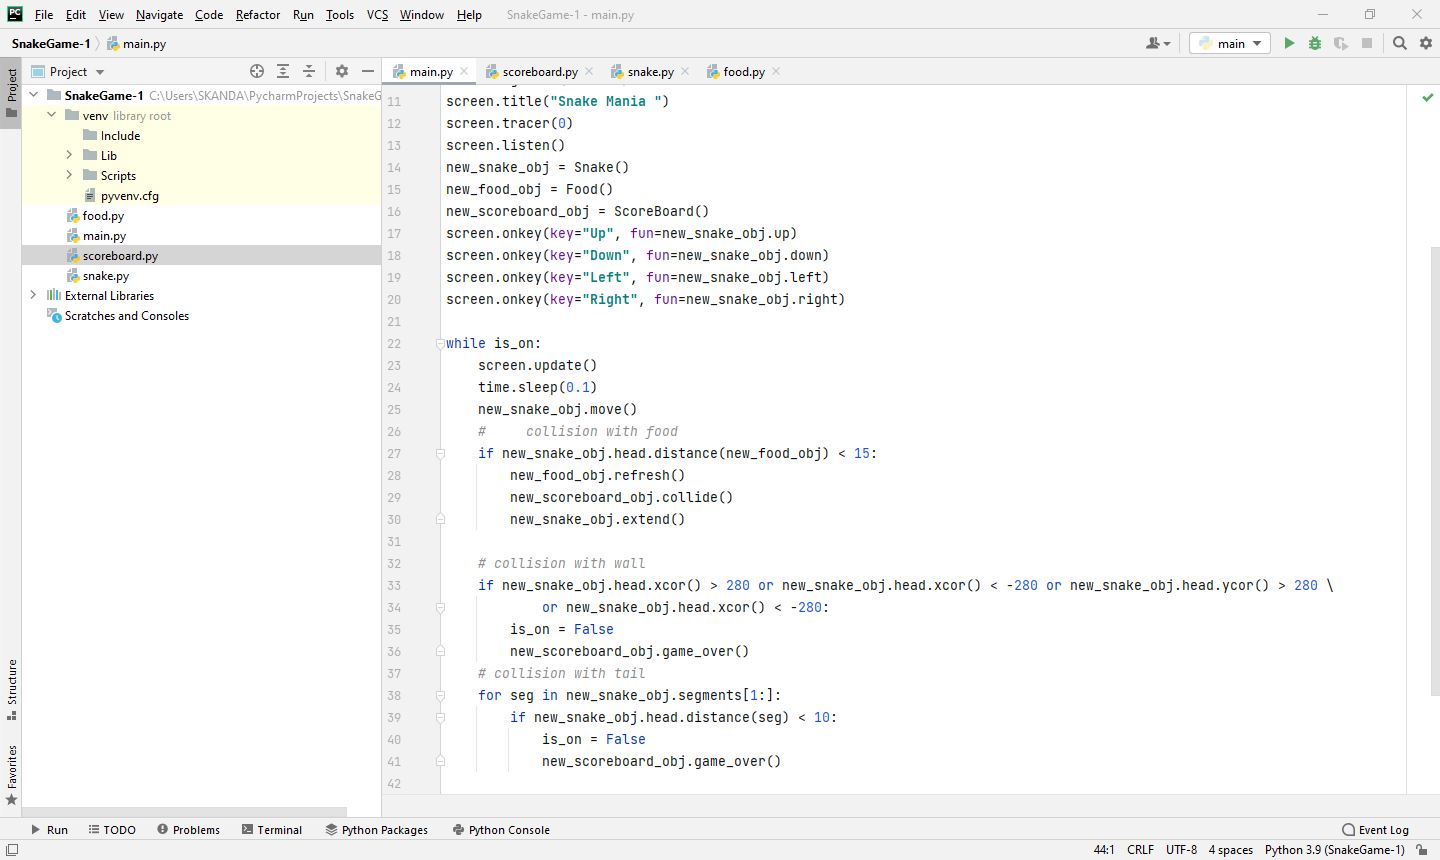 File Edit View Navigate Code Refactor Run Tools VCS Window Help SnakeGame-1 - main.py
SnakeGame-1 main.py main
Project
Project
main.py scoreboard.py snake.py food.py
SnakeGame-1 C:\Users\SKANDA\PycharmProjects\SnakeG
venv library root
Include
Lib
Scripts
pyvenv.cfg
food.py
main.py
scoreboard.py
snake.py
External Libraries
Scratches and Consoles
11 screen.title("Snake Mania ")
12 screen.tracer(0)
13 screen.listen()
14 new_snake_obj = Snake()
15 new_food_obj = Food()
16 new_scoreboard_obj = ScoreBoard()
17 screen.onkey(key="Up", fun=new_snake_obj.up)
18 screen.onkey(key="Down", fun=new_snake_obj.down)
19 screen.onkey(key="Left", fun=new_snake_obj.left)
20 screen.onkey(key="Right", fun=new_snake_obj.right)
21
22 while is_on:
23 screen.update()
24 time.sleep(0.1)
25 new_snake_obj.move()
26 # collision with food
27 if new_snake_obj.head.distance(new_food_obj) < 15:
28 new_food_obj.refresh()
29 new_scoreboard_obj.collide()
30 new_snake_obj.extend()
31
32 # collision with wall
33 if new_snake_obj.head.xcor() > 280 or new_snake_obj.head.xcor() < -280 or new_snake_obj.head.ycor() > 280 \
34 or new_snake_obj.head.xcor() < -280:
35 is_on = False
36 new_scoreboard_obj.game_over()
37 # collision with tail
38 for seg in new_snake_obj.segments[1:]:
39 if new_snake_obj.head.distance(seg) < 10:
40 is_on = False
41 new_scoreboard_obj.game_over()
42
Structure
Favorites
Run TODO Problems Terminal Python Packages Python Console Event Log
44:1 CRLF UTF-8 4 spaces Python 3.9 (SnakeGame-1)